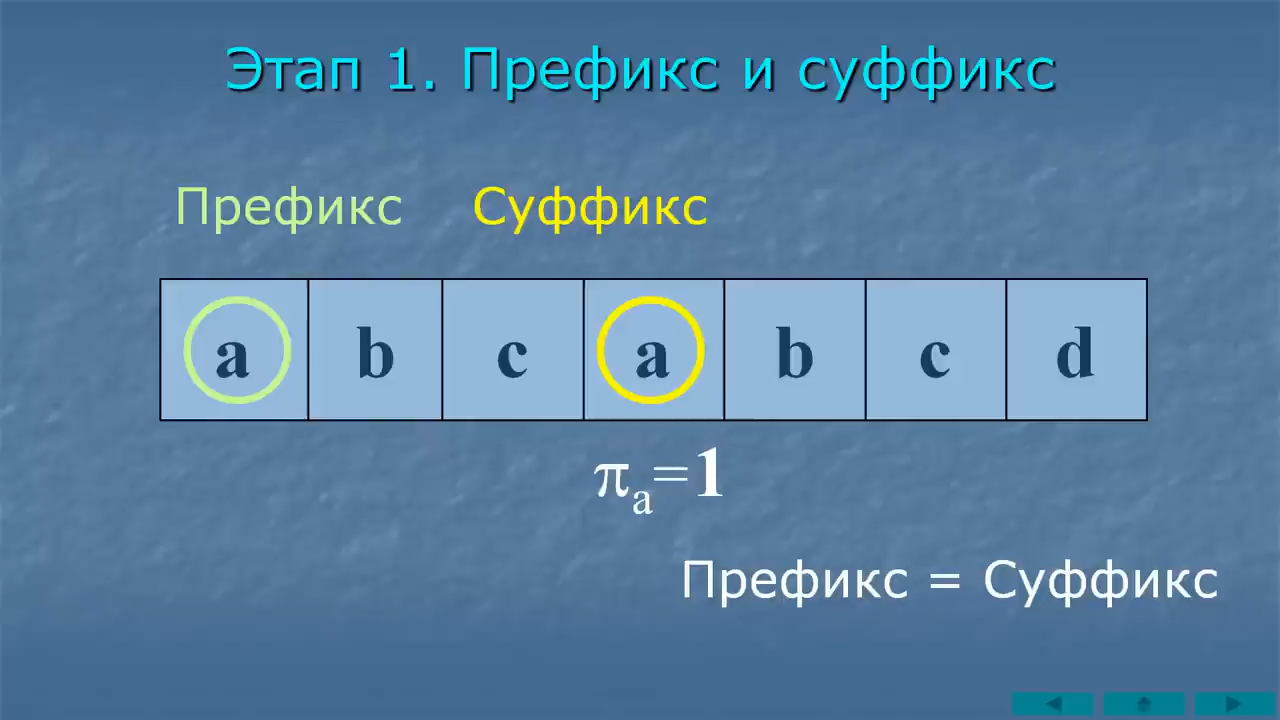 Этап 1. Префикс и суффикс
Префикс Суффикс
a b c a b c d
πa=1
Префикс = Суффикс